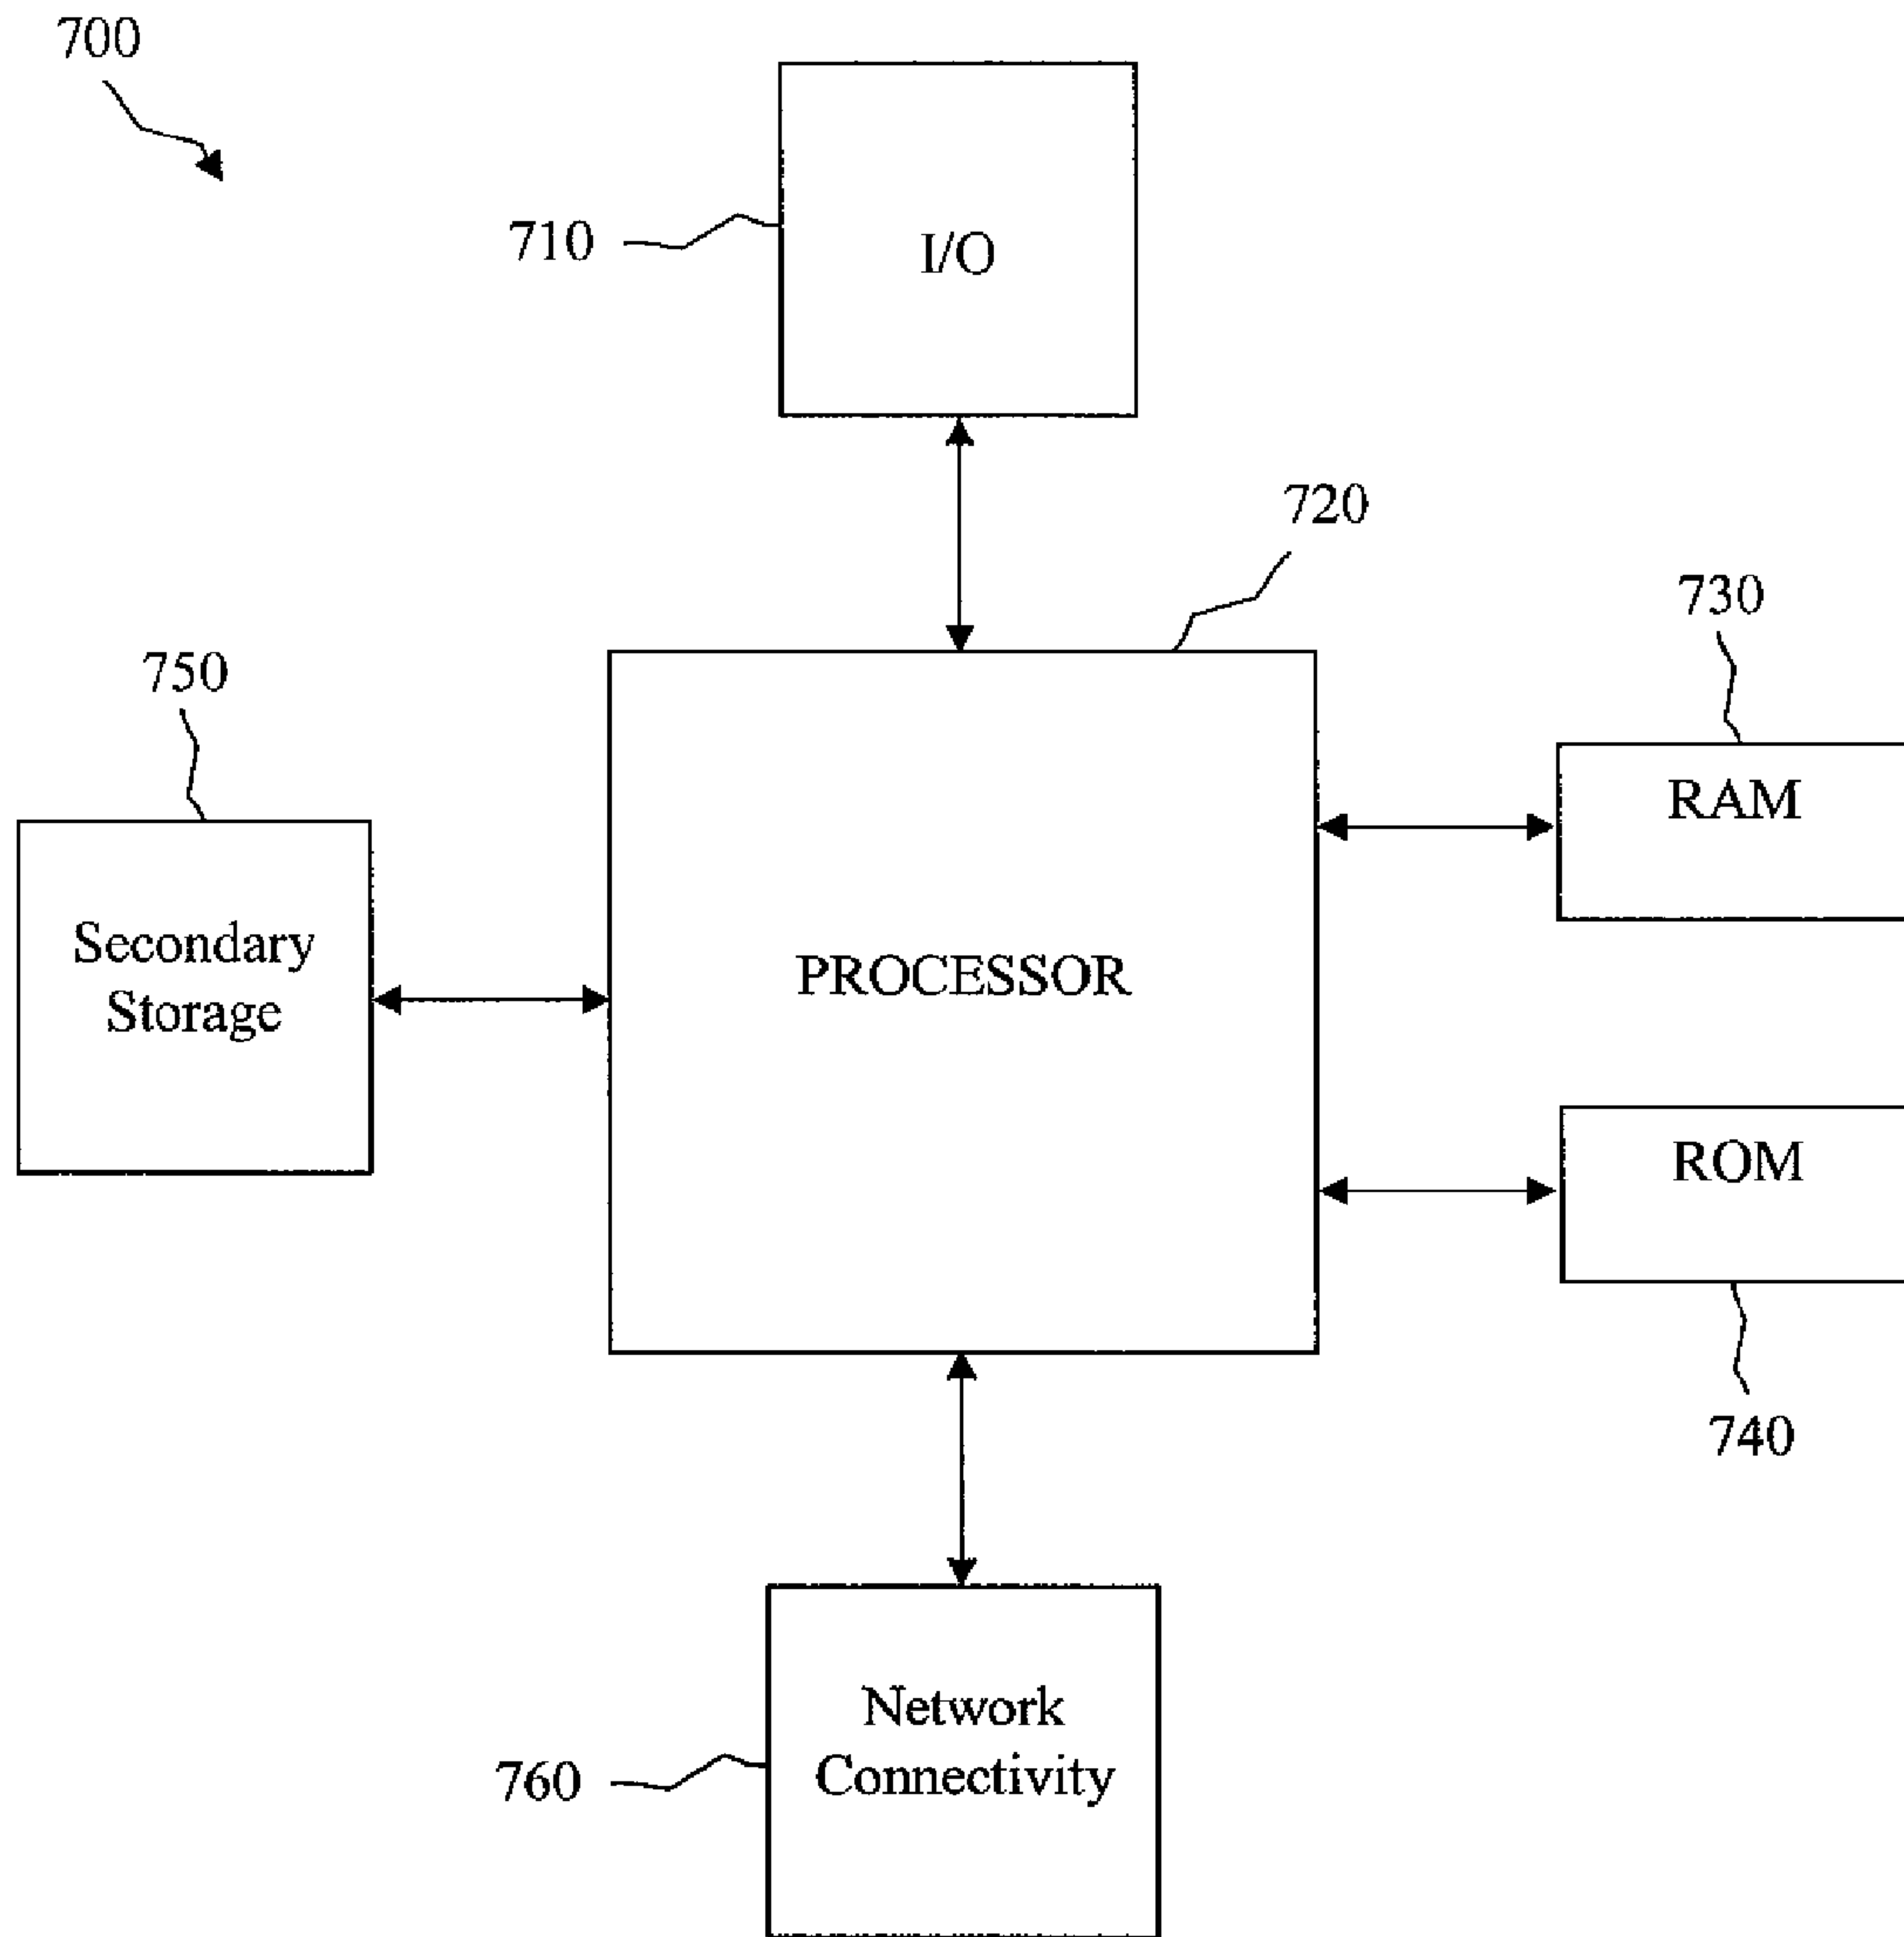 700
710
I/O
720
730
750
RAM
Secondary
Storage
PROCESSOR
ROM
740
Network
Connectivity
760